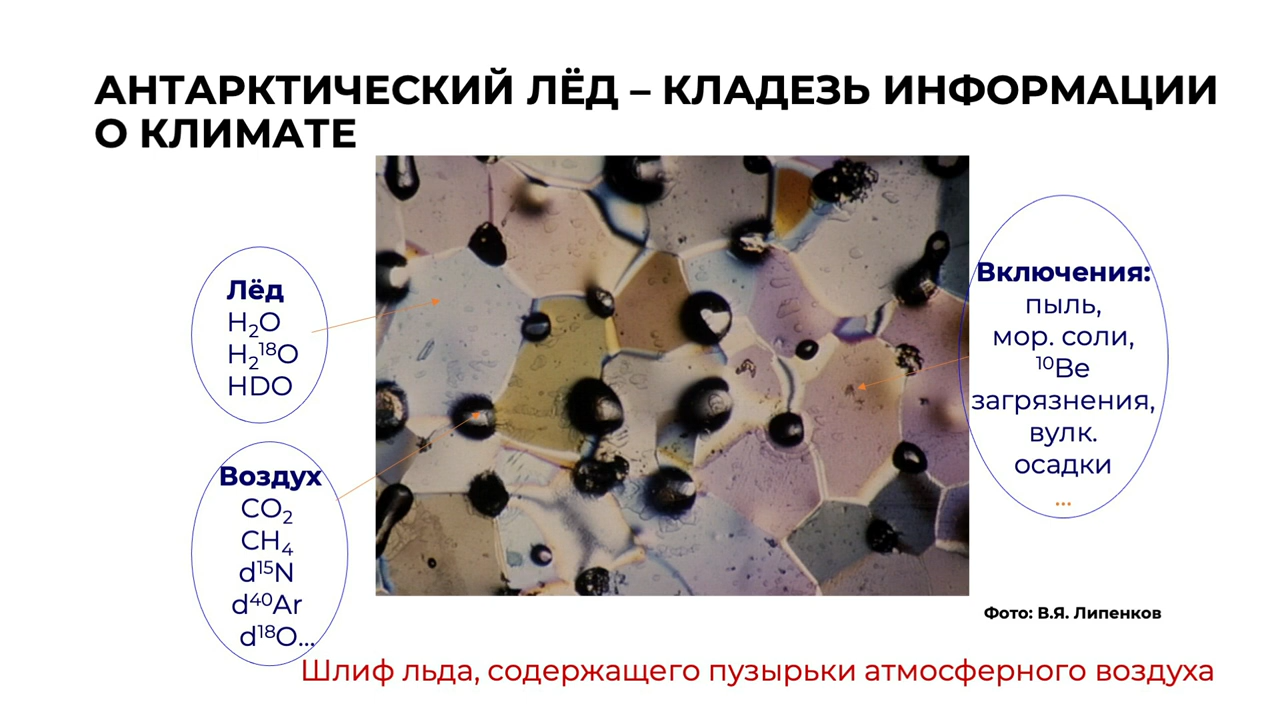 АНТАРКТИЧЕСКИЙ ЛЁД – КЛАДЕЗЬ ИНФОРМАЦИИ
О КЛИМАТЕ
Лёд
H₂O
H₂¹⁸O
HDO
Воздух
CO₂
CH₄
d¹⁵N
d⁴⁰Ar
d¹⁸O...
Включения:
пыль,
мор. соли,
¹⁰Be
загрязнения,
вулк.
осадки
...
Фото: В.Я. Липенков
Шлиф льда, содержащего пузырьки атмосферного воздуха